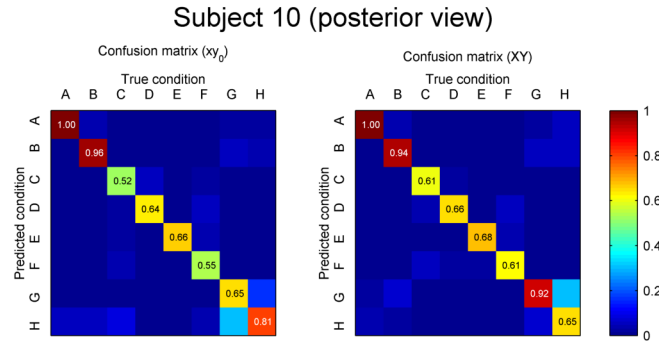 Subject 10 (posterior view)
Confusion matrix (xy0)
True condition
A B C D E F G H
Predicted condition
A
B
C
D
E
F
G
H
1.00
0.96
0.52
0.64
0.66
0.55
0.65
0.81
Confusion matrix (XY)
True condition
A B C D E F G H
Predicted condition
A
B
C
D
E
F
G
H
1.00
0.94
0.61
0.66
0.68
0.61
0.92
0.65
1
0.8
0.6
0.4
0.2
0